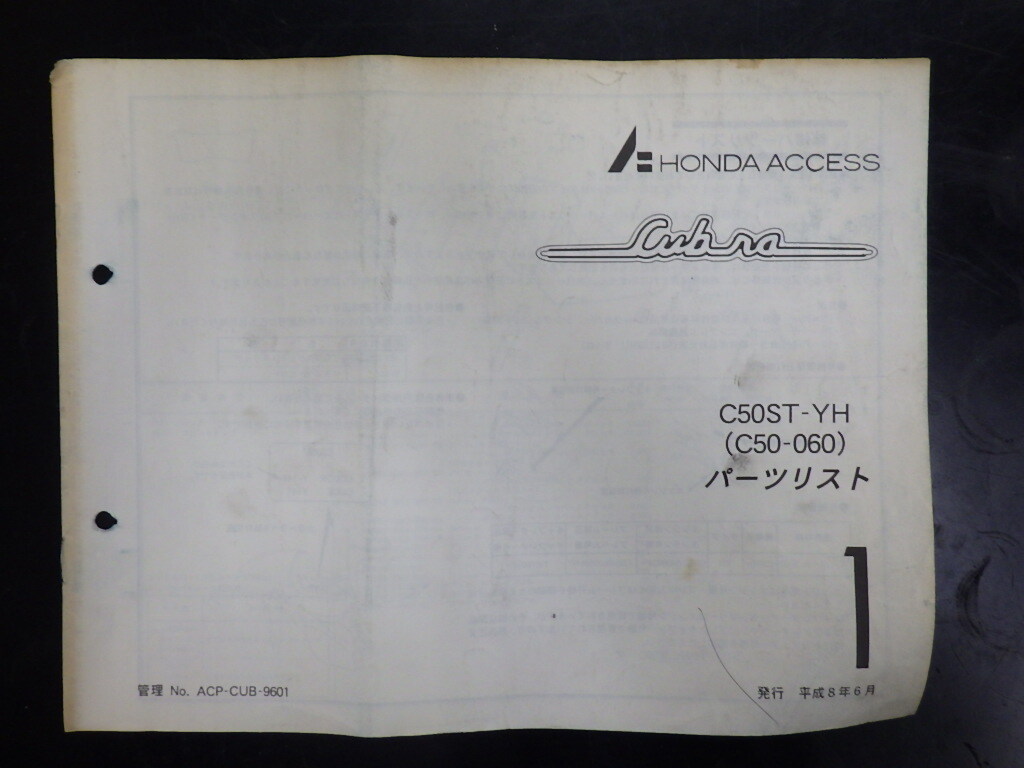 HONDA ACCESS
Cub ra
C50ST-YH
(C50-060)
パーツリスト
1
管理 No. ACP-CUB-9601
発行 平成8年6月